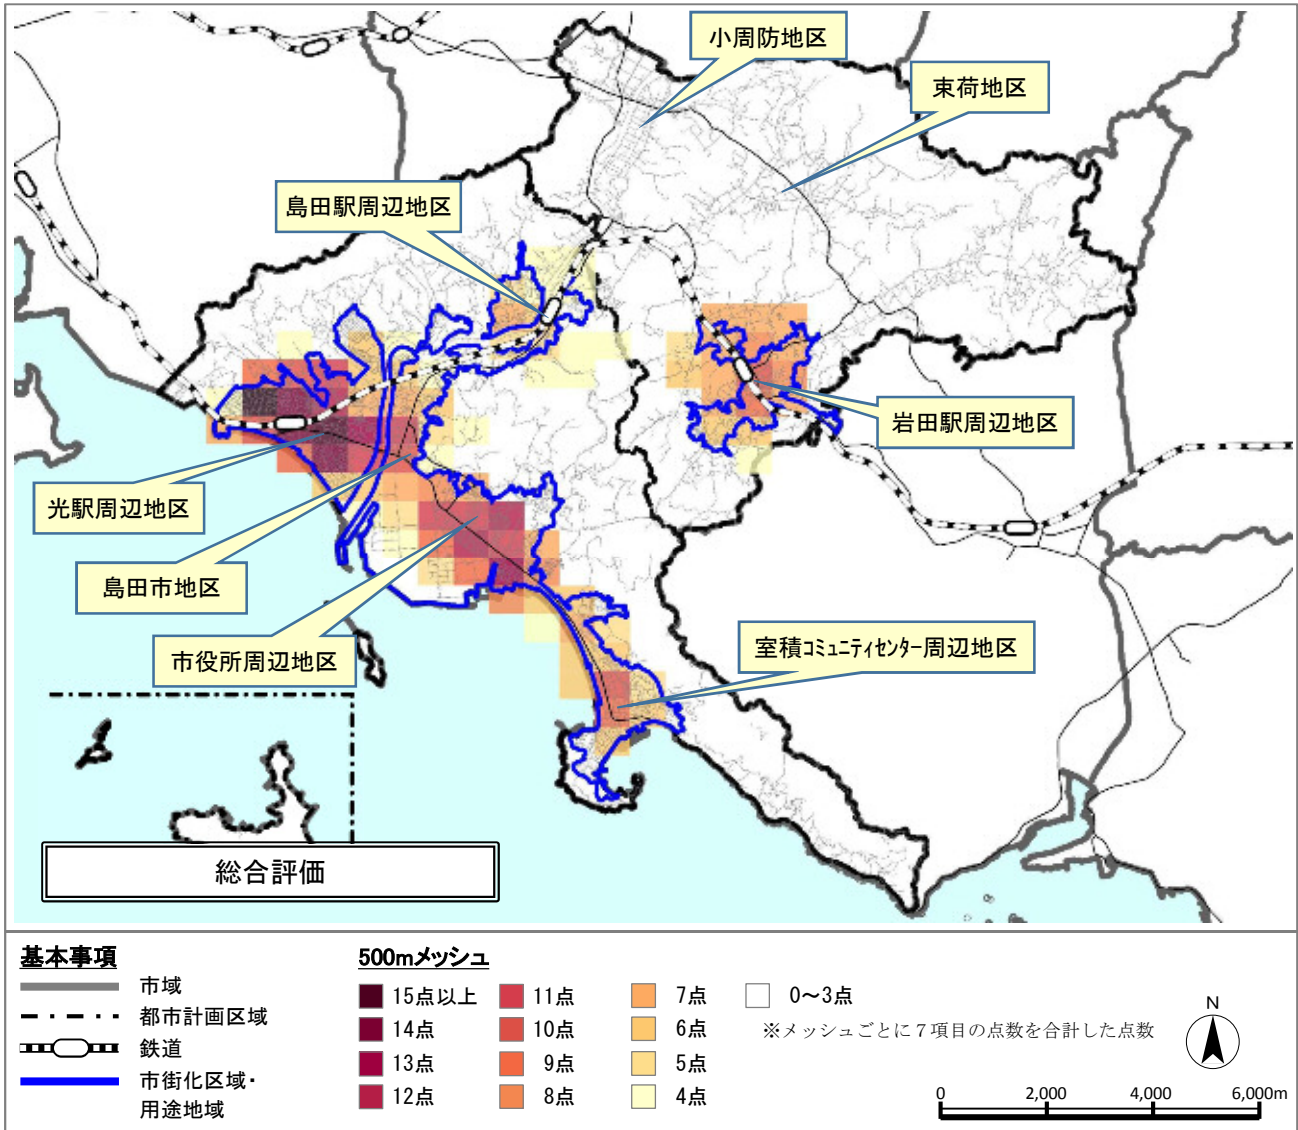 小周防地区
束荷地区
島田駅周辺地区
岩田駅周辺地区
光駅周辺地区
島田市地区
市役所周辺地区
室積コミュニティセンター周辺地区
総合評価
基本事項
市域
都市計画区域
鉄道
市街化区域・
用途地域
500mメッシュ
15点以上
14点
13点
12点
11点
10点
9点
8点
7点
6点
5点
4点
0～3点
※メッシュごとに７項目の点数を合計した点数
N
0 2,000 4,000 6,000m